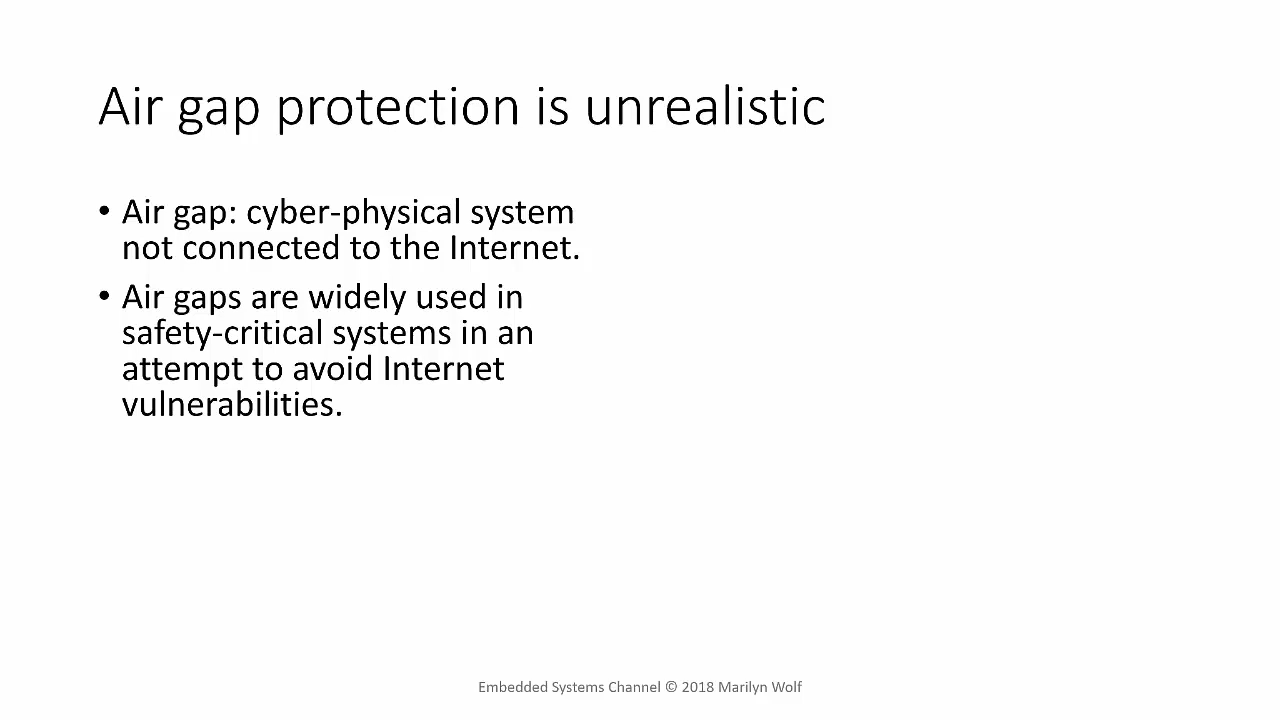 Air gap protection is unrealistic
• Air gap: cyber-physical system
not connected to the Internet.
• Air gaps are widely used in
safety-critical systems in an
attempt to avoid Internet
vulnerabilities.
Embedded Systems Channel © 2018 Marilyn Wolf